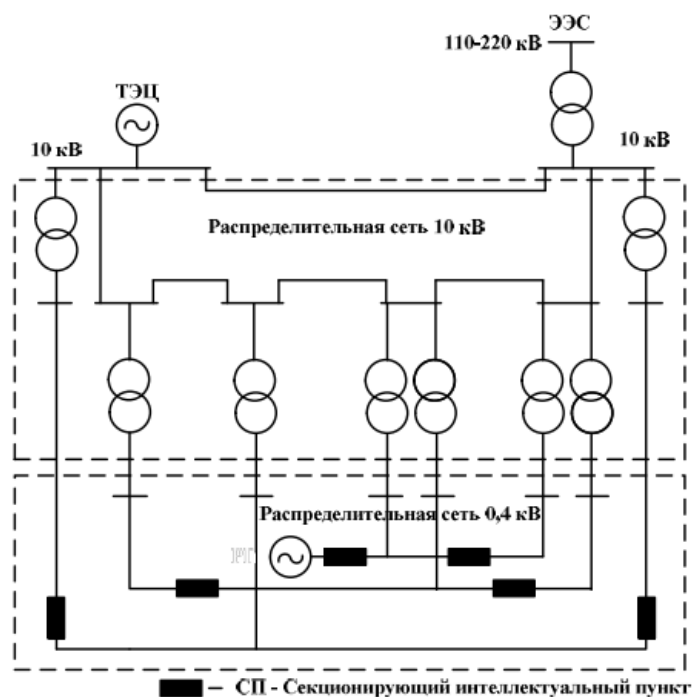 ЭЭС
110-220 кВ
ТЭЦ
10 кВ
10 кВ
Распределительная сеть 10 кВ
Распределительная сеть 0,4 кВ
СП - Секционирующий интеллектуальный пункт